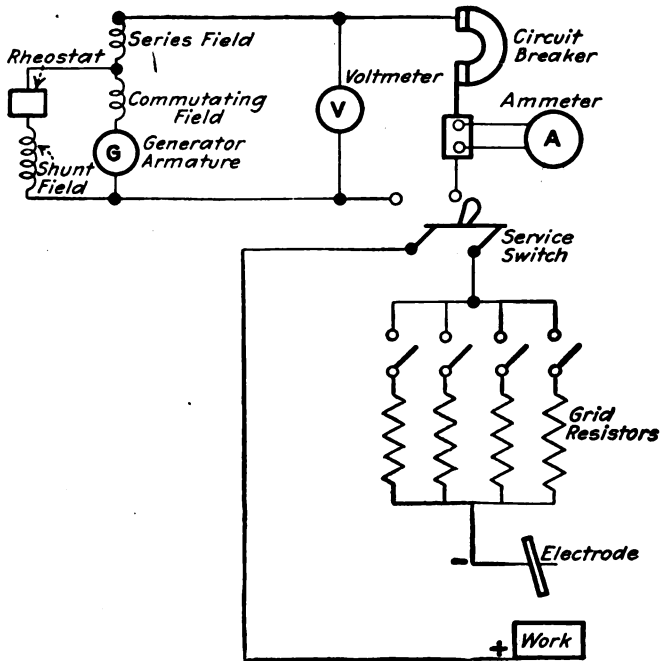 Series Field
Circuit
Breaker
Rheostat
Voltmeter
Commutating
Field
Ammeter
V
A
G
Generator
Armature
Shunt
Field
Service
Switch
Grid
Resistors
Electrode
-
+
Work